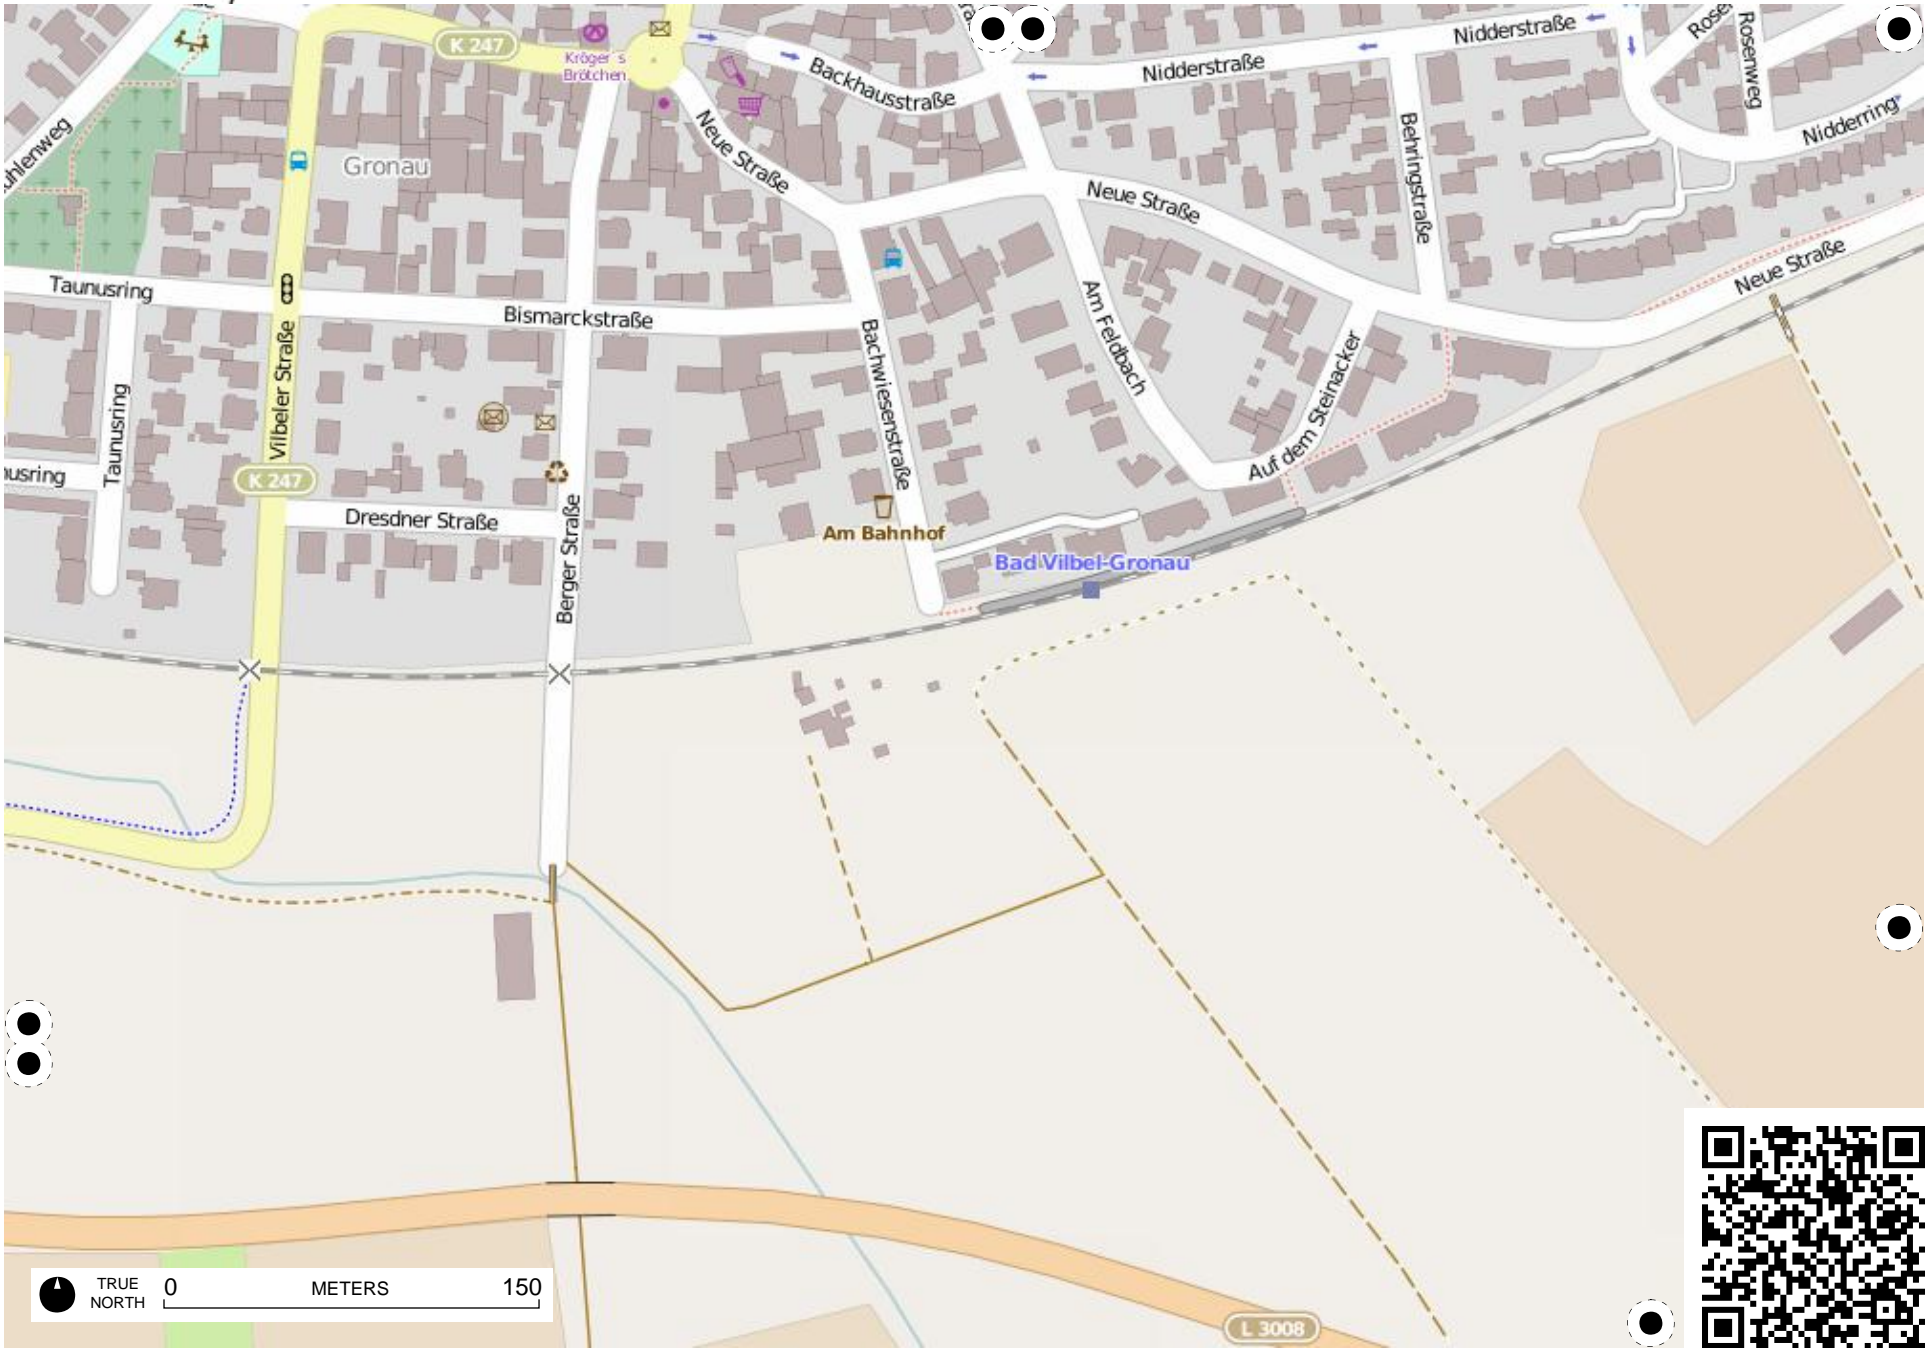 K 247
Kröger´s
Brötchen
Backhausstraße
Nidderstraße
Nidderstraße
Rosenweg
Nidderring
Neue Straße
Gronau
Behringstraße
Neue Straße
Neue Straße
Taunusring
Bismarckstraße
Vilbeler Straße
Taunusring
Bachwiesenstraße
Am Feldbach
Auf dem Steinacker
K 247
Dresdner Straße
Berger Straße
Am Bahnhof
Bad Vilbel-Gronau
TRUE
NORTH
0 METERS 150
L 3008